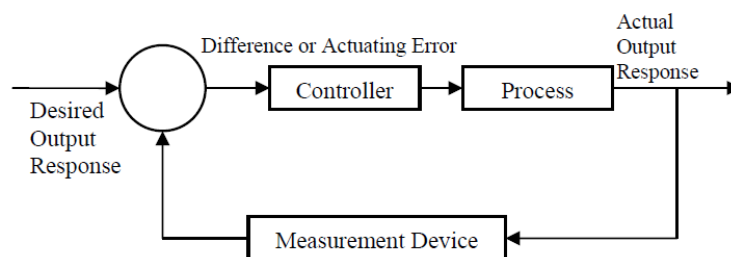 Actual
Output
Response
Difference or Actuating Error
Controller
Process
Desired
Output
Response
Measurement Device